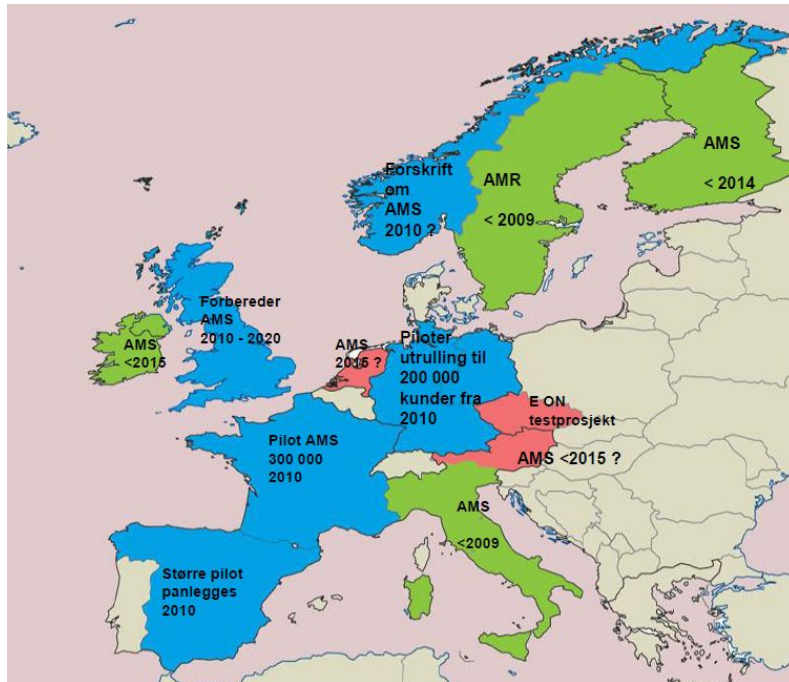 Forskrift
om
AMS
2010 ?
AMR
< 2009
AMS
< 2014
Forbereder
AMS
2010 - 2020
AMS
<2015
AMS
2015 ?
Piloter
utrulling til
200 000
kunder fra
2010
E ON
testprosjekt
AMS <2015 ?
Pilot AMS
300 000
2010
AMS
<2009
Større pilot
panlegges
2010